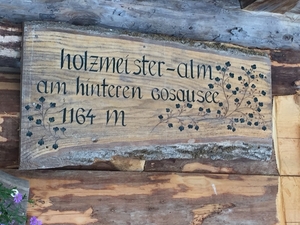 holzmeister-alm
am hinteren Gosausee
1164 m